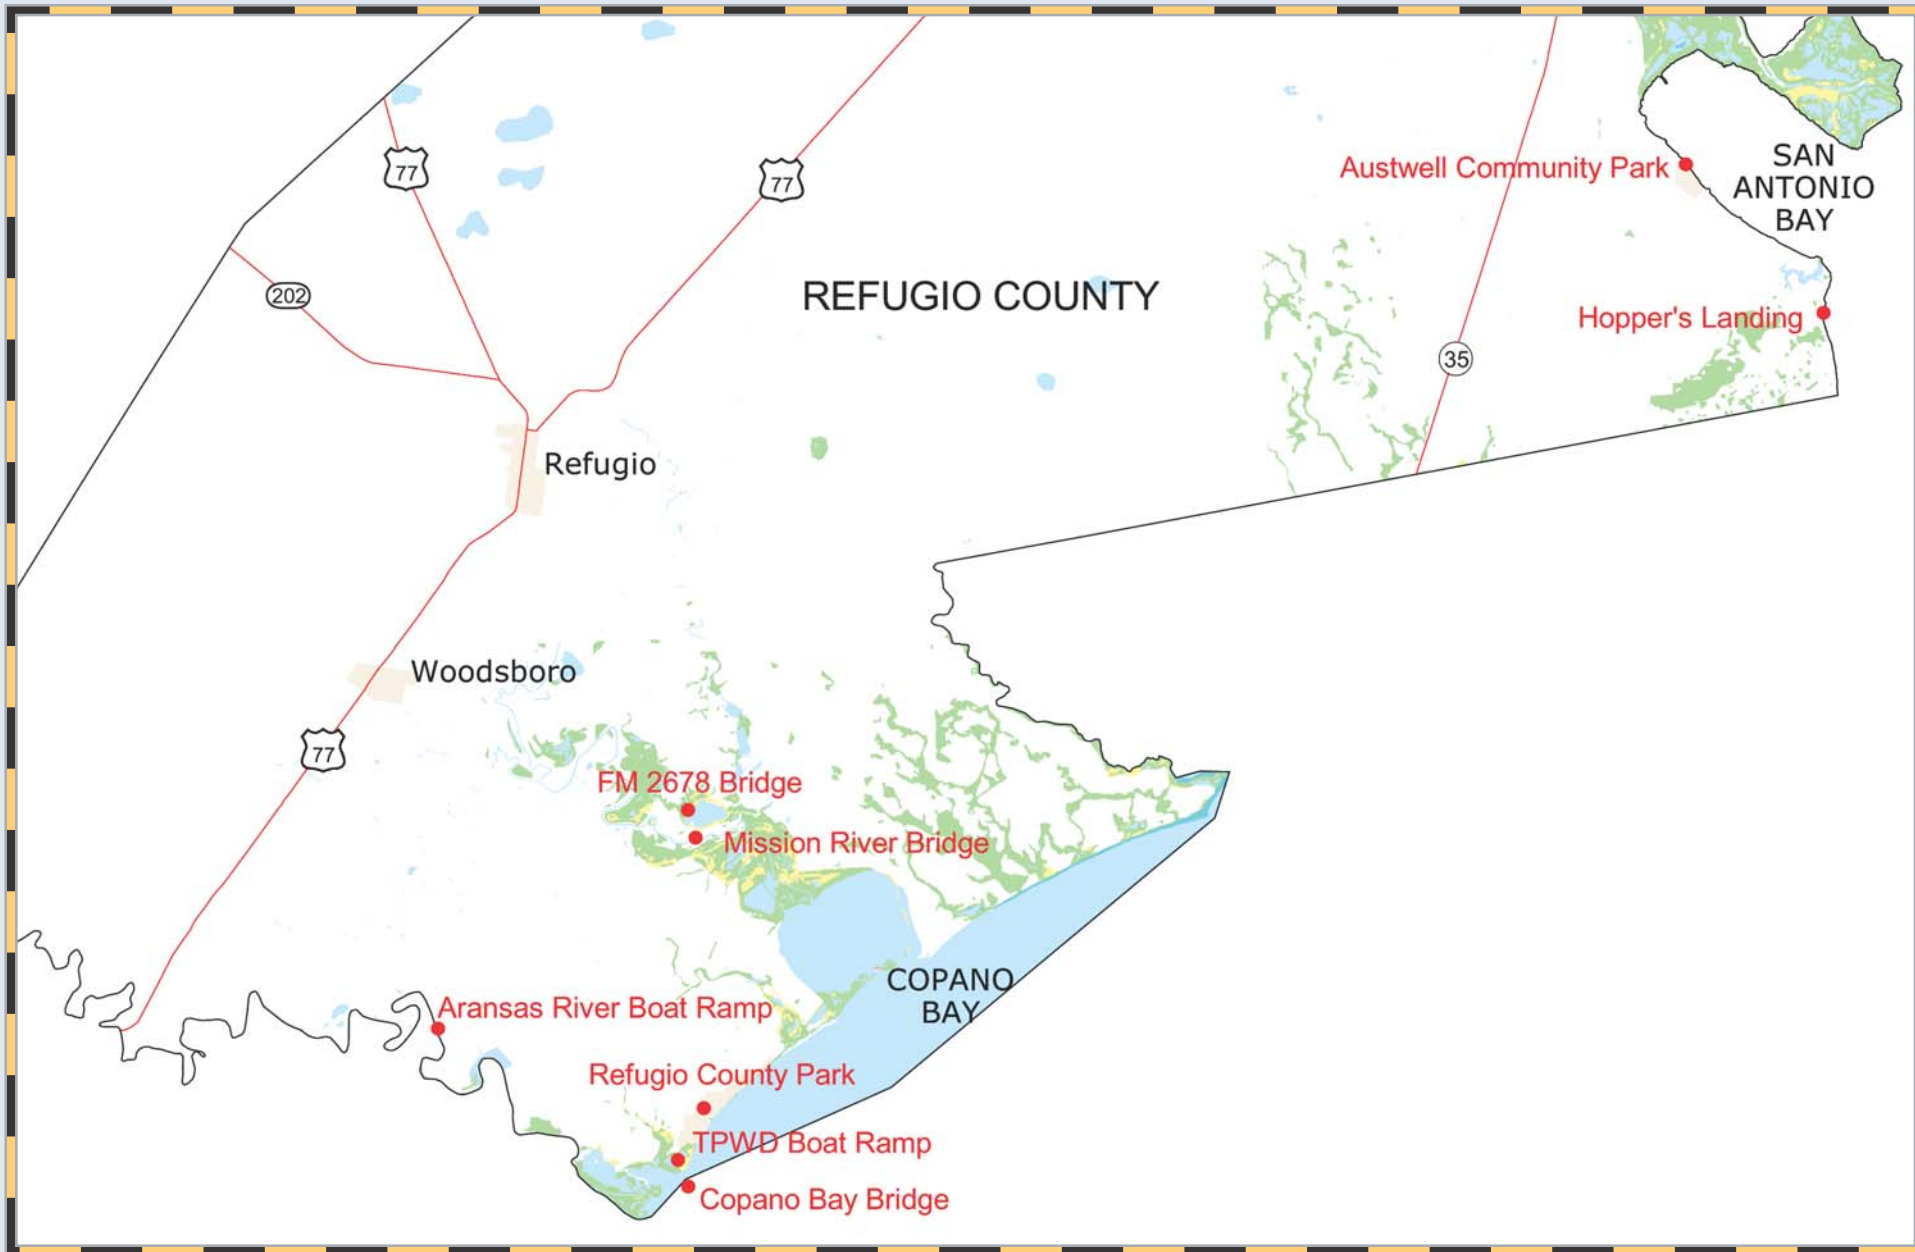 77
77
Austwell Community Park
SAN
ANTONIO
BAY
202
REFUGIO COUNTY
Hopper's Landing
35
Refugio
Woodsboro
77
FM 2678 Bridge
Mission River Bridge
COPANO
BAY
Aransas River Boat Ramp
Refugio County Park
TPWD Boat Ramp
Copano Bay Bridge